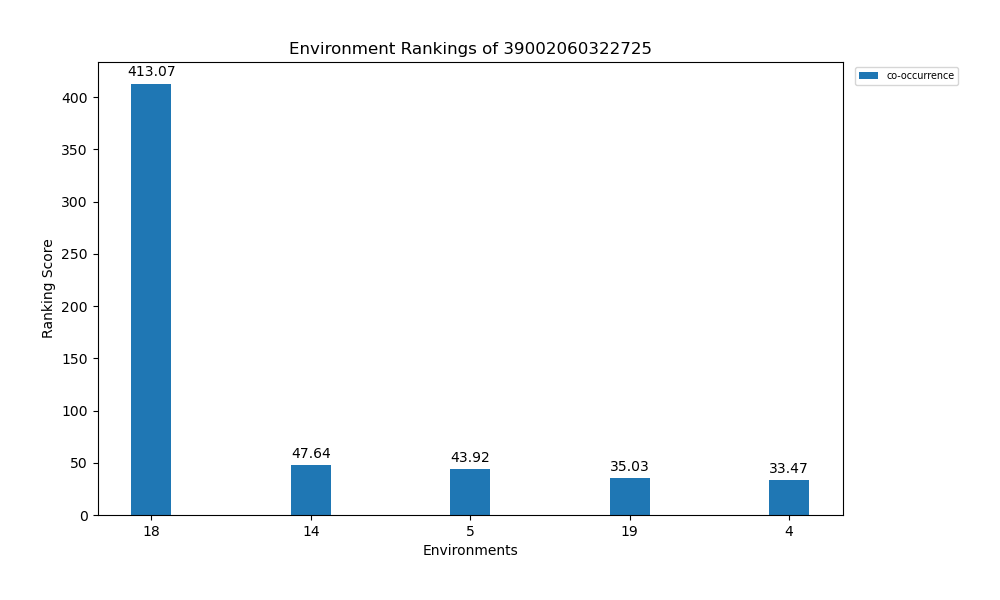 Environment Rankings of 39002060322725
co-occurrence
413.07
47.64
43.92
35.03
33.47
Ranking Score
400
350
300
250
200
150
100
50
0
18 14 5 19 4
Environments